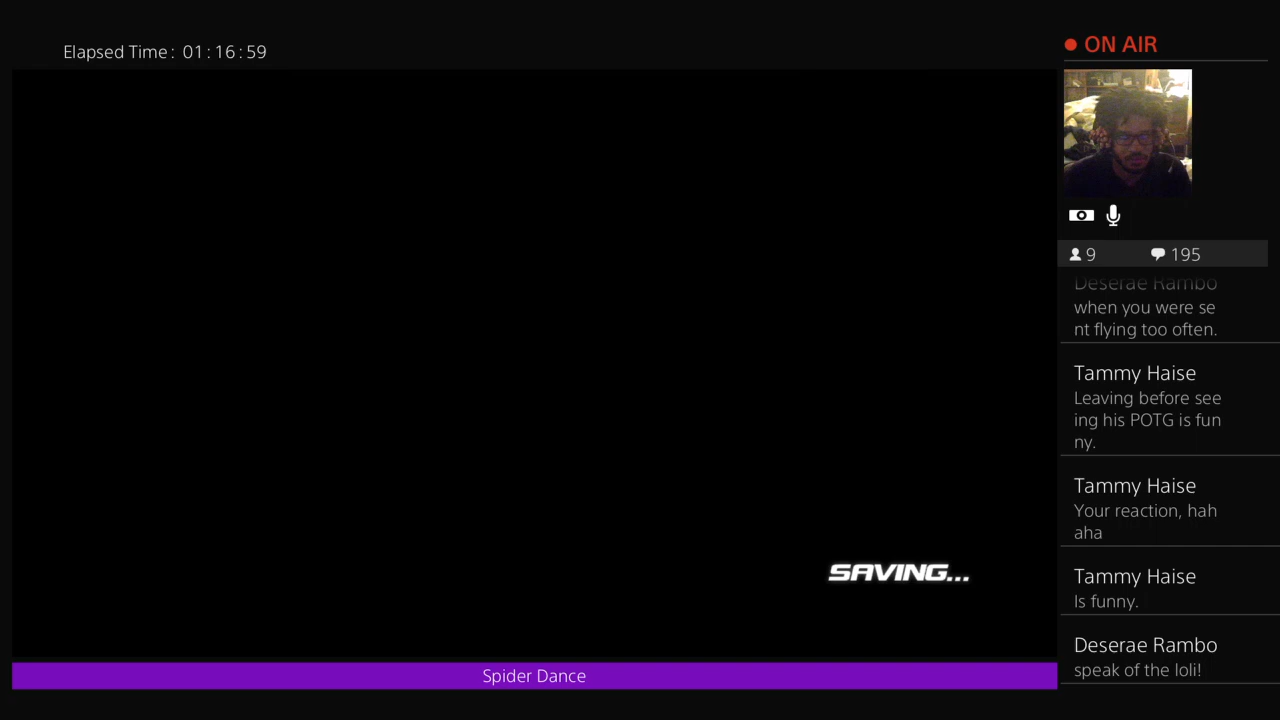 Elapsed Time: 01:16:59
ON AIR
9 195
Deserae Rambo
when you were se
nt flying too often.
Tammy Haise
Leaving before see
ing his POTG is fun
ny.
Tammy Haise
Your reaction, hah
aha
Tammy Haise
Is funny.
Deserae Rambo
speak of the loli!
SAVING...
Spider Dance